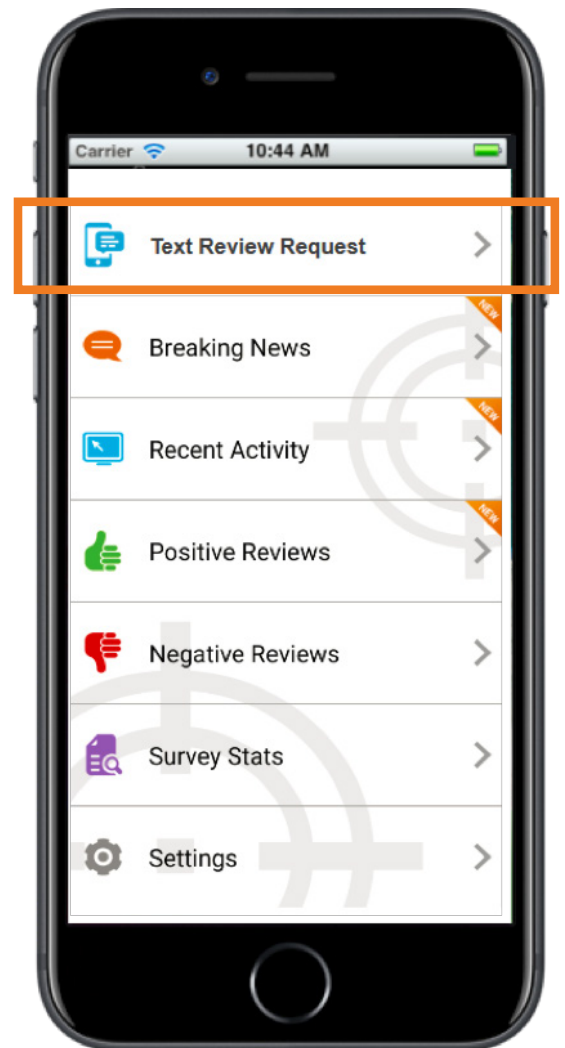 Carrier 10:44 AM
Text Review Request
NEW
Breaking News
NEW
Recent Activity
NEW
Positive Reviews
Negative Reviews
Survey Stats
Settings